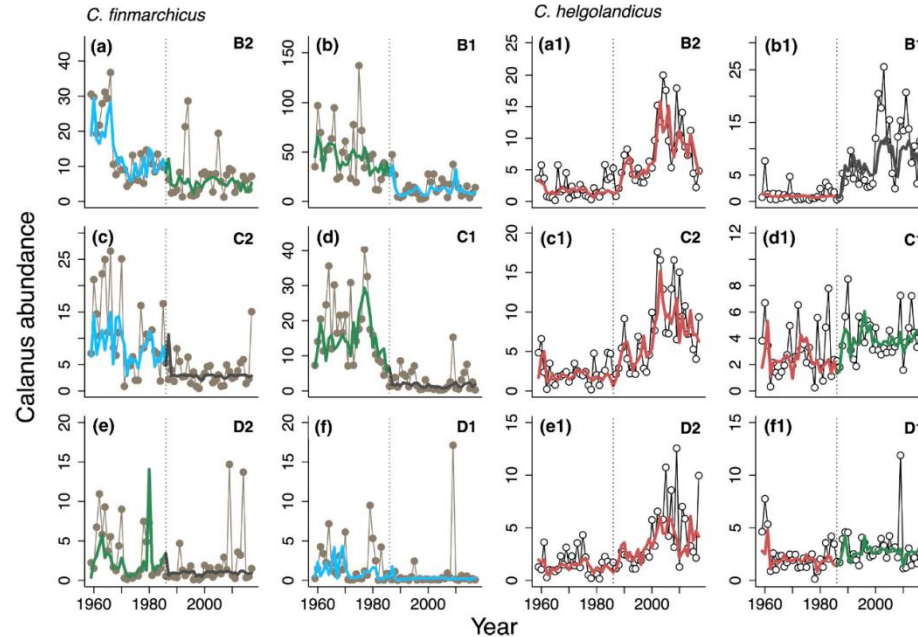 C. finmarchicus
C. helgolandicus
Calanus abundance
(a) B2
40
30
20
10
0
(b) B1
150
100
50
0
(a1) B2
25
20
15
10
5
0
(b1) B1
25
15
5
0
(c) C2
25
15
5
0
(d) C1
40
30
20
10
0
(c1) C2
20
15
10
5
0
(d1) C1
12
8
6
4
2
0
(e) D2
20
15
10
5
0
1960 1980 2000
(f) D1
20
15
10
5
0
1960 1980 2000
(e1) D2
15
10
5
0
1960 1980 2000
(f1) D1
15
10
5
0
1960 1980 2000
Year